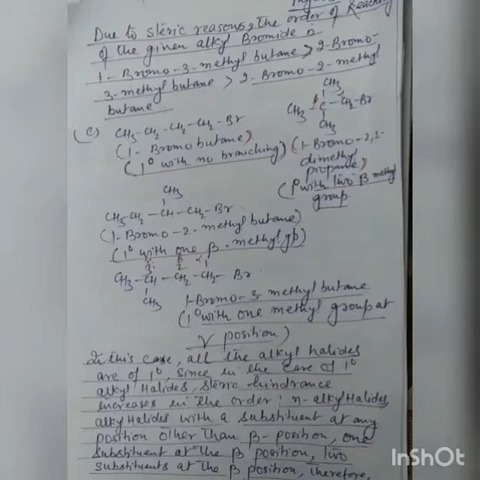 Due to steric reasons, the order of Reactivity
of the given alkyl Bromide
1-Bromo-3-methyl butane > 2-Bromo-
3-methyl butane > 2-Bromo-2-methyl
butane
(C) CH3-CH2-CH2-CH2-Br
(1-Bromo butane)
(1° with no branching)
CH3
C-CH2-Br
CH3
(1-Bromo-2,2-
dimethyl
propane)
(1° with two β methyl
group
CH3
CH3CH2-CH-CH2-Br
(1-Bromo-2-methyl butane)
(1° with one β-methyl gp)
CH3-CH-CH2-CH2-Br
CH3
1-Bromo-3 methyl butane
(1° with one methyl group at
γ position)
In this case, all the alkyl halides
are of 1°, Since in the case of 1°
alkyl Halides, steric hindrance
increases in the order: n-alkyl Halides
alkyl Halides with a substituent at any
position other than β-position, one
substituent at the β position, two
substituents at the β position, therefore,
InShOt